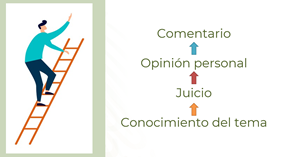 Comentario
Opinión personal
Juicio
Conocimiento del tema